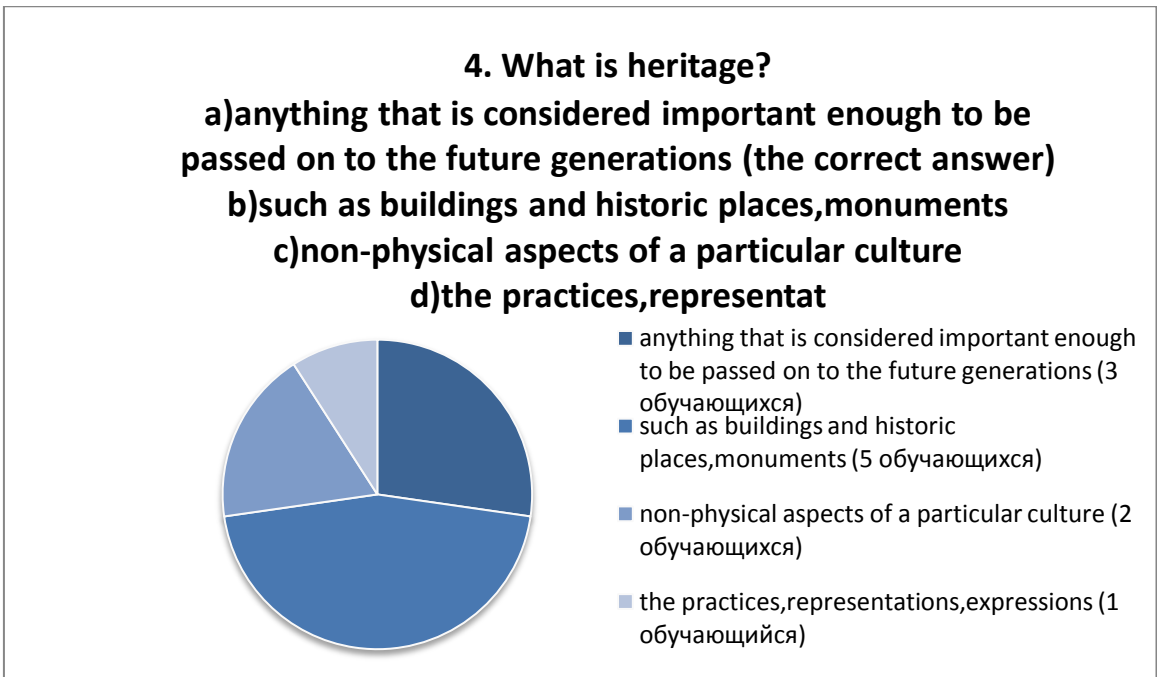 4. What is heritage?
a)anything that is considered important enough to be
passed on to the future generations (the correct answer)
b)such as buildings and historic places,monuments
c)non-physical aspects of a particular culture
d)the practices,representat
anything that is considered important enough
to be passed on to the future generations (3
обучающихся)
such as buildings and historic
places,monuments (5 обучающихся)
non-physical aspects of a particular culture (2
обучающихся)
the practices,representations,expressions (1
обучающийся)